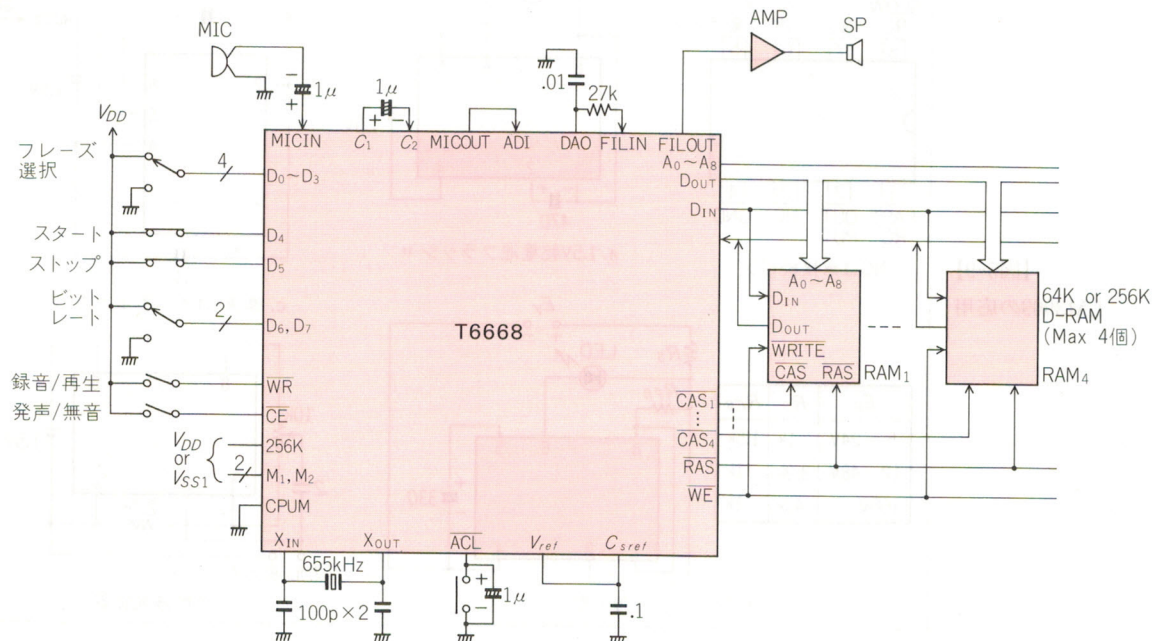 MIC
AMP
SP
1μ
1μ
.01
27k
VDD
MICIN
C1
C2
MICOUT
ADI
DAO
FILIN
FILOUT
フレーズ
選択
4
D0~D3
A0~A8
DOUT
DIN
スタート
D4
ストップ
D5
ビット
レート
2
D6, D7
T6668
A0~A8
DIN
DOUT
WRITE
CAS
RAS
RAM1
64K or 256K
D-RAM
(Max 4個)
RAM4
録音/再生
WR
発声/無音
CE
VDD
or
VSS1
256K
2
M1, M2
CPUM
CAS1
CAS4
RAS
WE
XIN
XOUT
ACL
Vref
Csref
655kHz
100p×2
1μ
.1